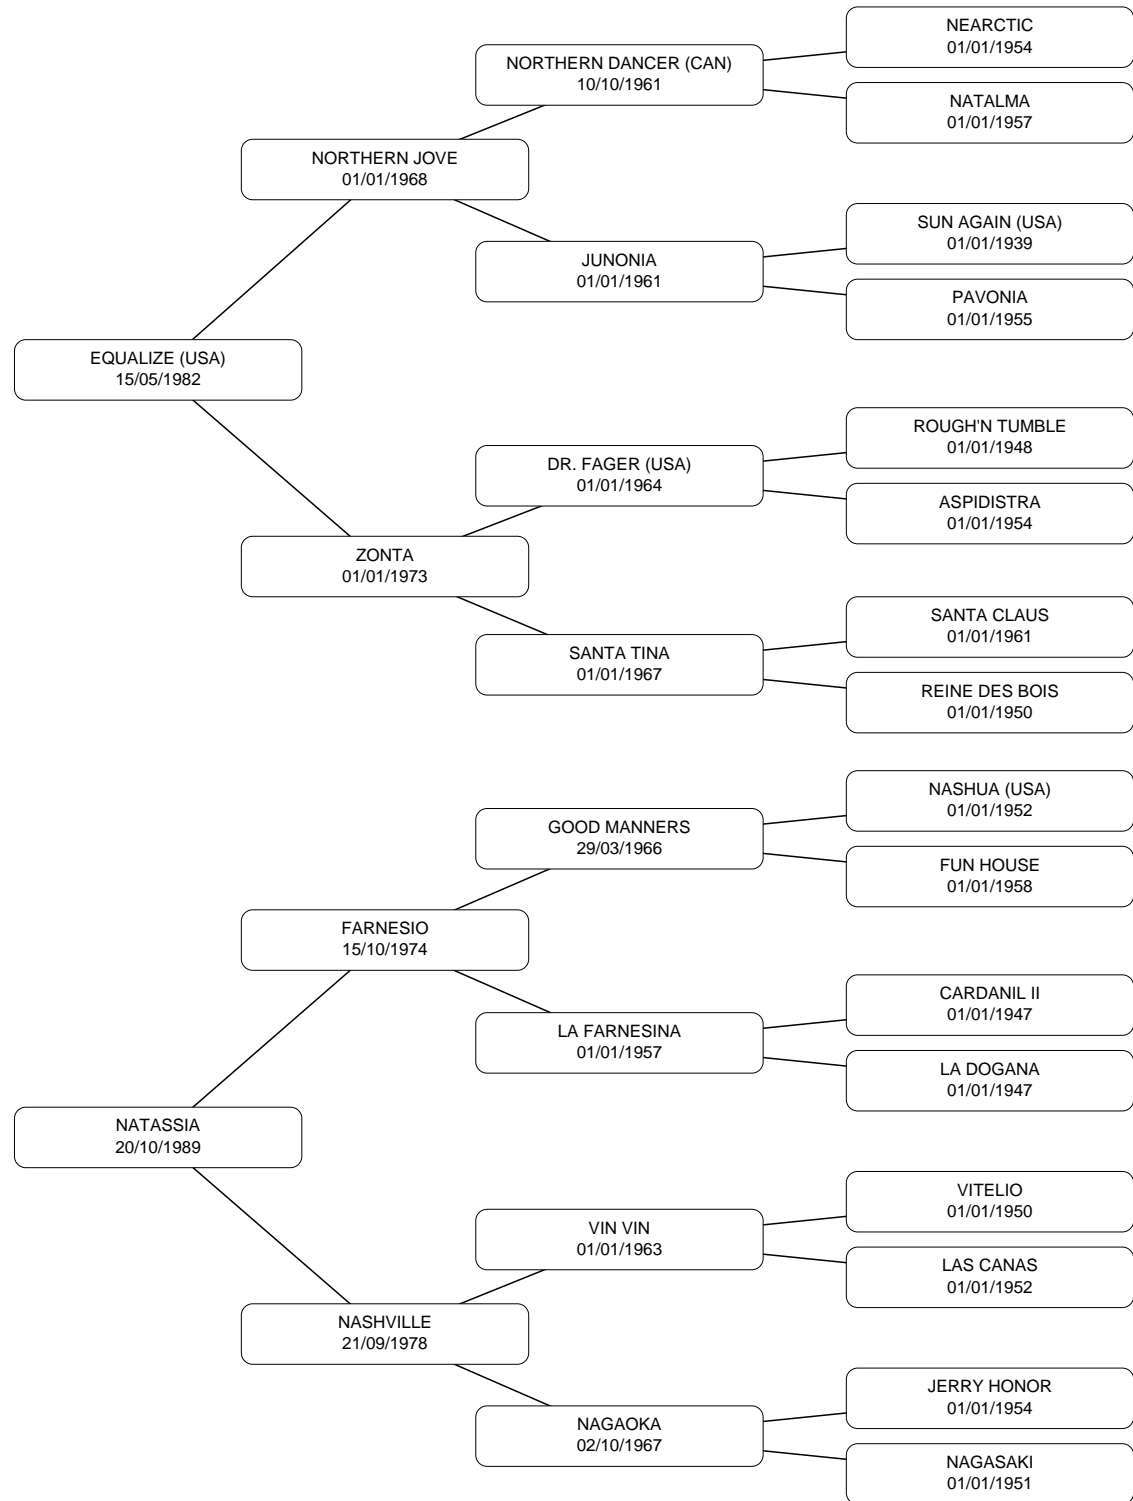 NEARCTIC
01/01/1954
NORTHERN DANCER (CAN)
10/10/1961
NATALMA
01/01/1957
NORTHERN JOVE
01/01/1968
SUN AGAIN (USA)
01/01/1939
JUNONIA
01/01/1961
PAVONIA
01/01/1955
EQUALIZE (USA)
15/05/1982
ROUGH'N TUMBLE
01/01/1948
DR. FAGER (USA)
01/01/1964
ASPIDISTRA
01/01/1954
ZONTA
01/01/1973
SANTA CLAUS
01/01/1961
SANTA TINA
01/01/1967
REINE DES BOIS
01/01/1950
NASHUA (USA)
01/01/1952
GOOD MANNERS
29/03/1966
FUN HOUSE
01/01/1958
FARNESIO
15/10/1974
CARDANIL II
01/01/1947
LA FARNESINA
01/01/1957
LA DOGANA
01/01/1947
NATASSIA
20/10/1989
VITELIO
01/01/1950
VIN VIN
01/01/1963
LAS CANAS
01/01/1952
NASHVILLE
21/09/1978
JERRY HONOR
01/01/1954
NAGAOKA
02/10/1967
NAGASAKI
01/01/1951